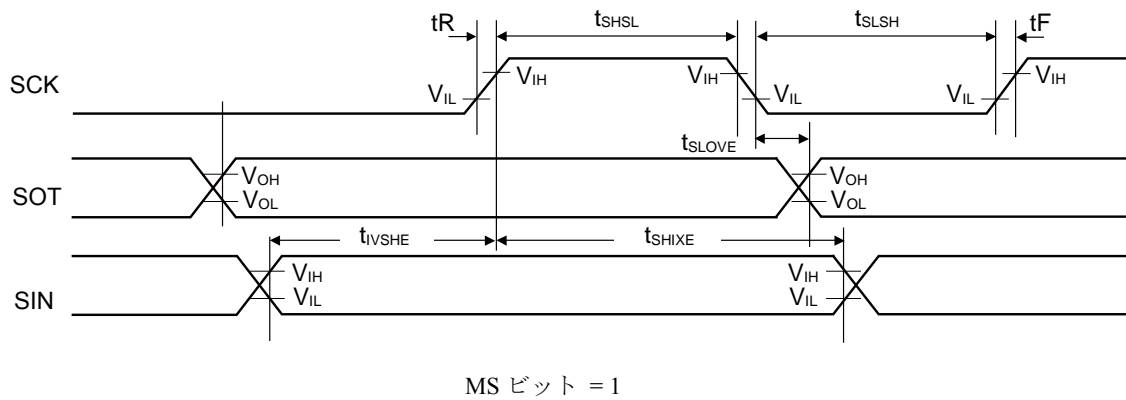 tR tSHSL tSLSH tF
SCK VIL VIH VIH VIL VIL VIH
tSLOVE
SOT VOH VOL VOH VOL
tIVSHE tSHIXE
SIN VIH VIL VIH VIL
MS ビット = 1